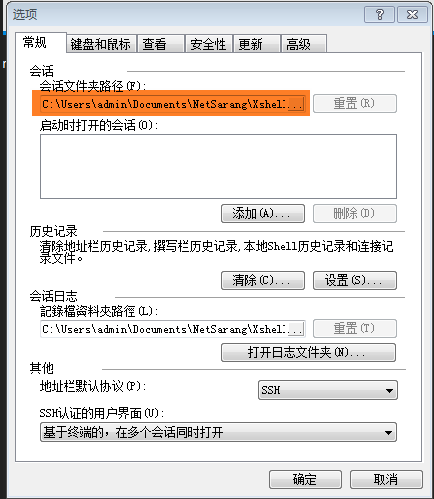 选项
常规 键盘和鼠标 查看 安全性 更新 高级
会话
会话文件夹路径(F):
C:\Users\admin\Documents\NetSarang\Xshell ... 重置(R)
启动时打开的会话(O):
添加(A)... 删除(D)
历史记录
清除地址栏历史记录,撰写栏历史记录,本地Shell历史记录和连接记
录文件。
清除(C)... 设置(S)...
会话日志
記錄檔資料夾路徑(L):
C:\Users\admin\Documents\NetSarang\Xshell ... 重置(T)
打开日志文件夹(N)...
其他
地址栏默认协议(P): SSH
SSH认证的用户界面(U):
基于终端的，在多个会话同时打开
确定 取消